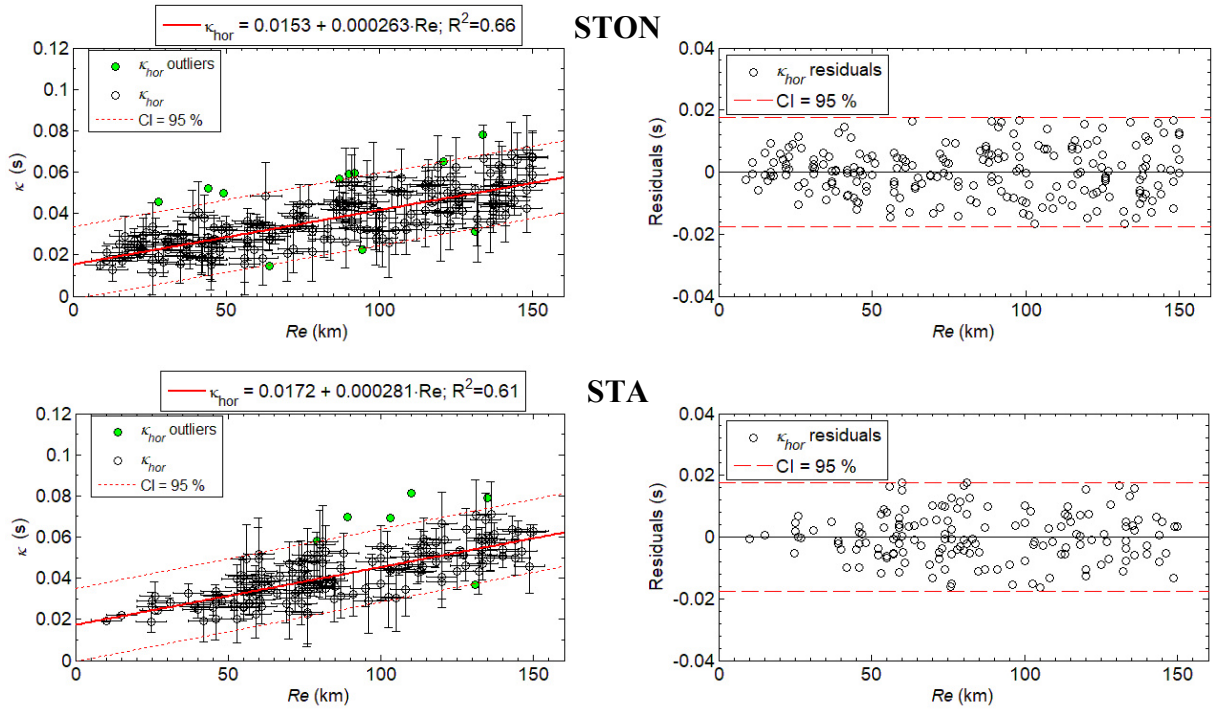 κhor = 0.0153 + 0.000263·Re; R2=0.66
STON
0.12
0.1
0.08
0.06
0.04
0.02
0
κ (s)
κhor outliers
κhor
CI = 95 %
0 50 100 150
Re (km)
0.04
0.02
0
-0.02
-0.04
Residuals (s)
κhor residuals
CI = 95 %
0 50 100 150
Re (km)
κhor = 0.0172 + 0.000281·Re; R2=0.61
STA
0.12
0.1
0.08
0.06
0.04
0.02
0
κ (s)
κhor outliers
κhor
CI = 95 %
0 50 100 150
Re (km)
0.04
0.02
0
-0.02
-0.04
Residuals (s)
κhor residuals
CI = 95 %
0 50 100 150
Re (km)